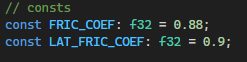 // consts
const FRIC_COEF: f32 = 0.88;
const LAT_FRIC_COEF: f32 = 0.9;